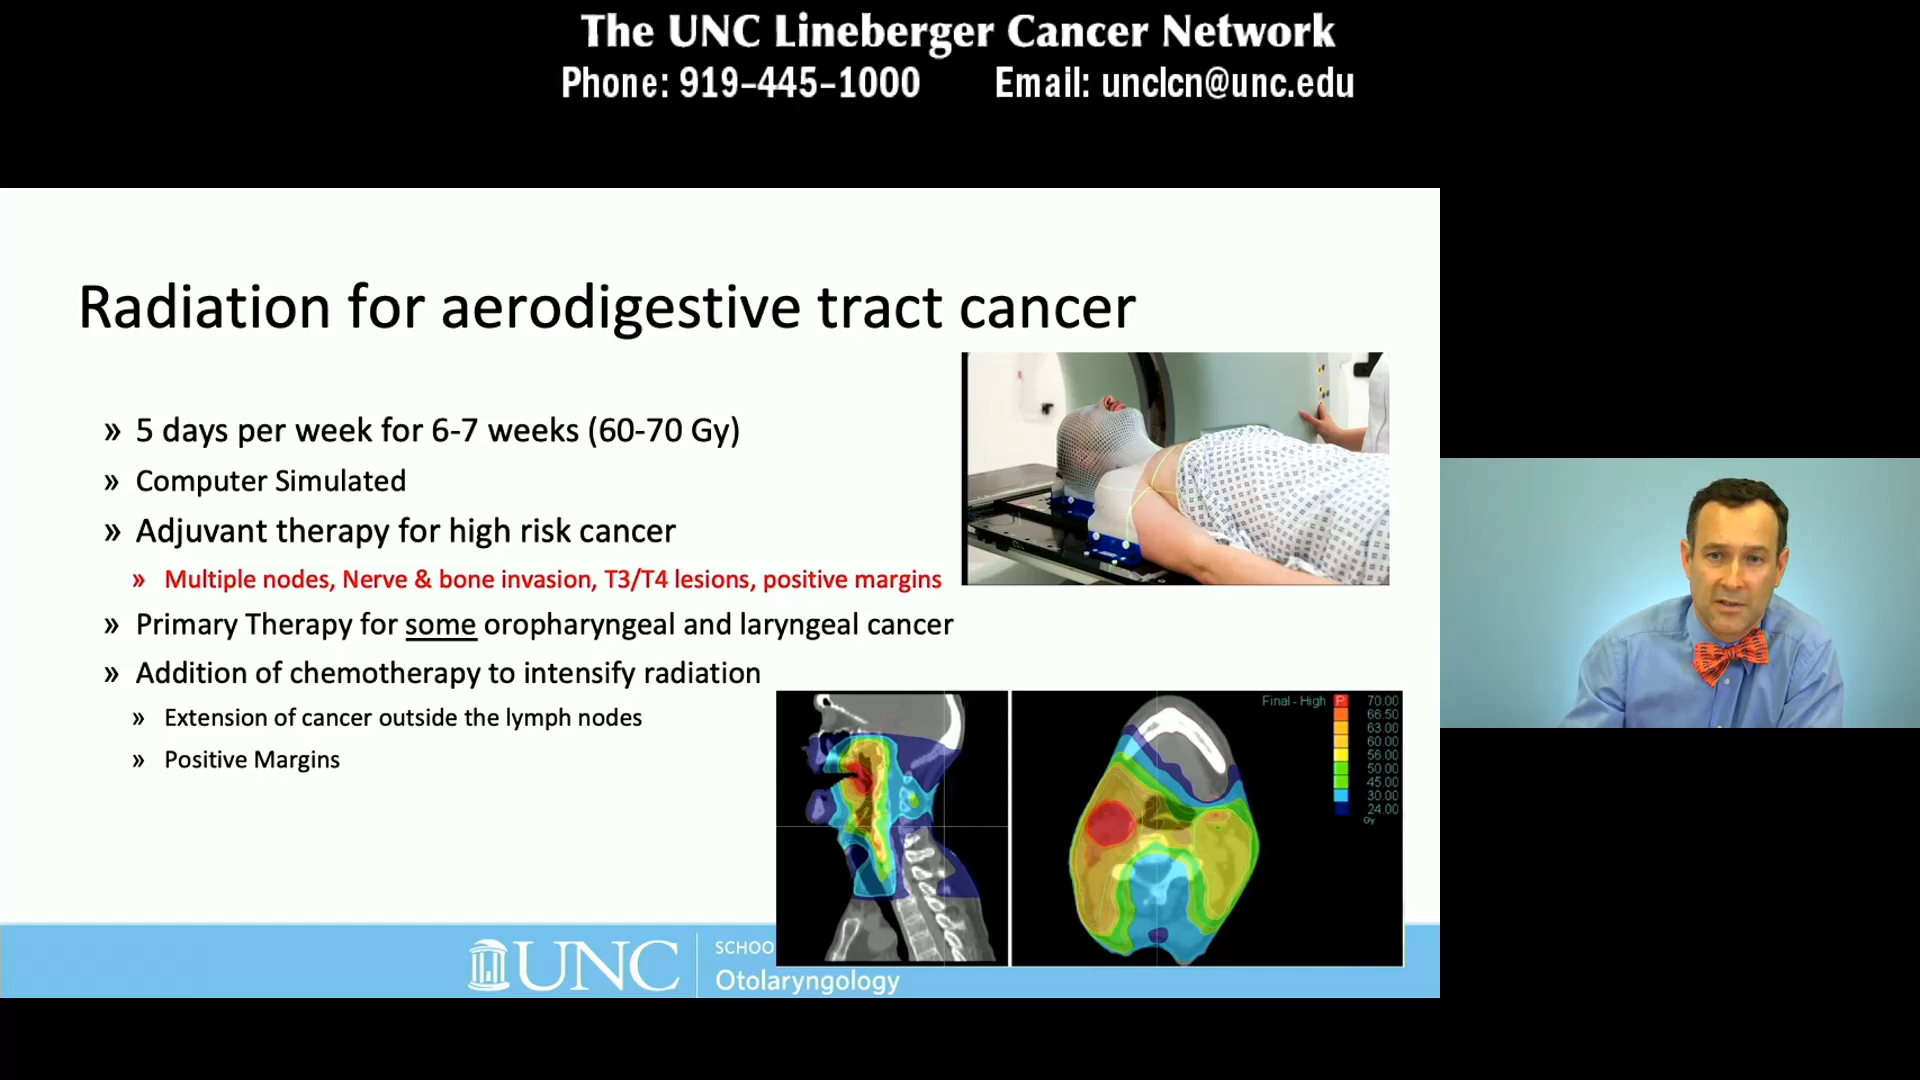 The UNC Lineberger Cancer Network
Phone: 919-445-1000 Email: unclcn@unc.edu
Radiation for aerodigestive tract cancer
» 5 days per week for 6-7 weeks (60-70 Gy)
» Computer Simulated
» Adjuvant therapy for high risk cancer
» Multiple nodes, Nerve & bone invasion, T3/T4 lesions, positive margins
» Primary Therapy for some oropharyngeal and laryngeal cancer
» Addition of chemotherapy to intensify radiation
» Extension of cancer outside the lymph nodes
» Positive Margins
Final - High P 70.00
66.50
63.00
60.00
56.00
50.00
45.00
30.00
24.00
Gy
UNC
SCHOO
Otolaryngology